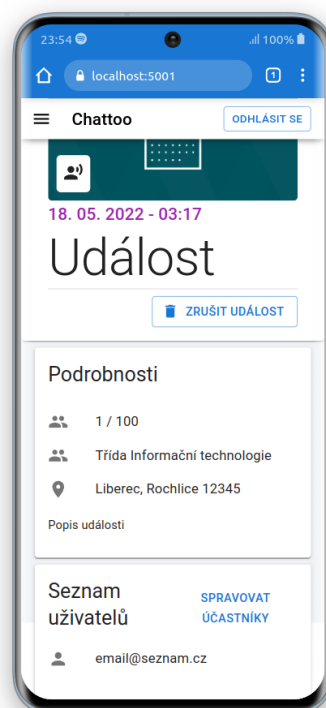 23:54 100%
localhost:5001 1
Chattoo ODHLÁSIT SE
18. 05. 2022 - 03:17
Událost
ZRUŠIT UDÁLOST
Podrobnosti
1 / 100
Třída Informační technologie
Liberec, Rochlice 12345
Popis události
Seznam
uživatelů
SPRAVOVAT
ÚČASTNÍKY
email@seznam.cz